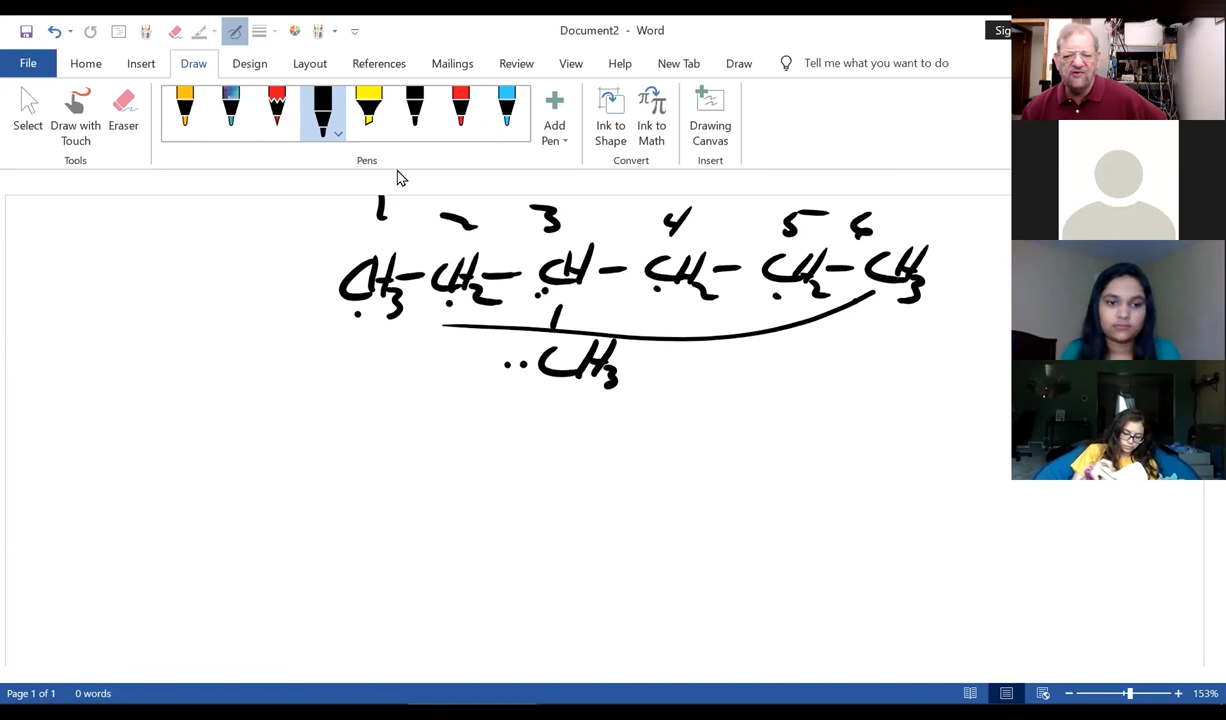 Document2 - Word
Sig
File Home Insert Draw Design Layout References Mailings Review View Help New Tab Draw Tell me what you want to do
Select Draw with Touch Eraser Add Pen Ink to Shape Ink to Math Drawing Canvas
Tools Pens Convert Insert
1 2 3 4 5 6
CH3-CH2-CH-CH2-CH2-CH3
CH3
Page 1 of 1 0 words 153%